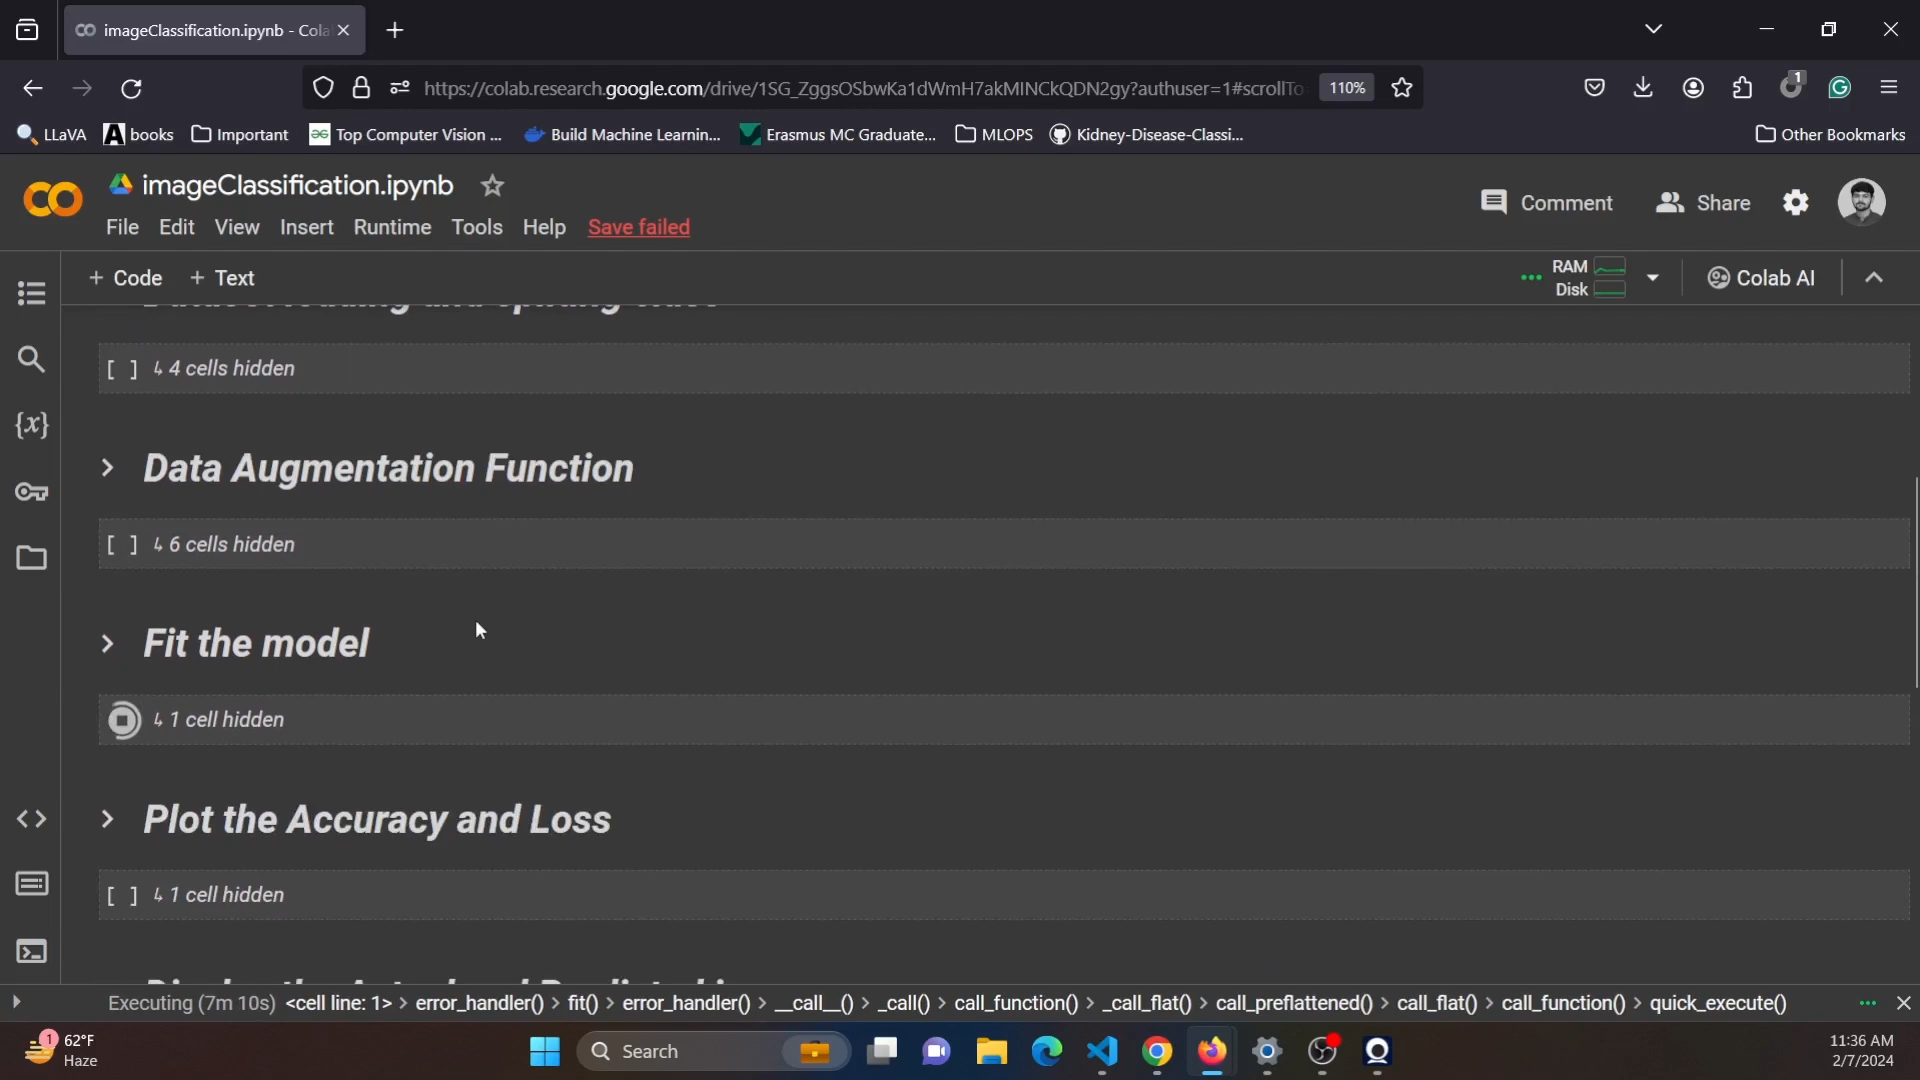 imageClassification.ipynb - Cola
https://colab.research.google.com/drive/1SG_ZggsOSbwKa1dWmH7akMINCkQDN2gy?authuser=1#scrollTo
110%
1
LLaVA
books
Important
Top Computer Vision ...
Build Machine Learnin...
Erasmus MC Graduate...
MLOPS
Kidney-Disease-Classi...
Other Bookmarks
imageClassification.ipynb
Comment
Share
File Edit View Insert Runtime Tools Help Save failed
+ Code + Text
RAM
Disk
Colab AI
[ ] ↳ 4 cells hidden
Data Augmentation Function
[ ] ↳ 6 cells hidden
Fit the model
↳ 1 cell hidden
Plot the Accuracy and Loss
[ ] ↳ 1 cell hidden
Executing (7m 10s) <cell line: 1> > error_handler() > fit() > error_handler() > __call__() > _call() > call_function() > _call_flat() > call_preflattened() > call_flat() > call_function() > quick_execute()
1
62°F
Haze
Search
11:36 AM
2/7/2024